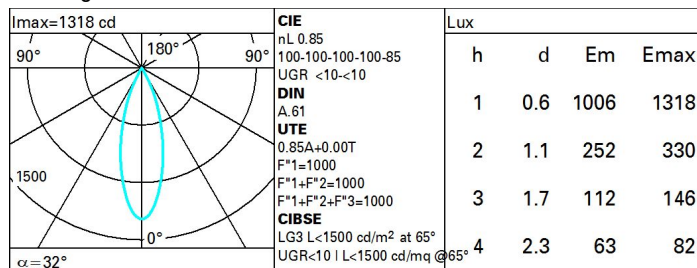 Imax=1318 cd
90°
180°
90°
1500
0°
α=32°
CIE
nL 0.85
100-100-100-100-85
UGR <10-<10
DIN
A.61
UTE
0.85A+0.00T
F"1=1000
F"1+F"2=1000
F"1+F"2+F"3=1000
CIBSE
LG3 L<1500 cd/m² at 65°
UGR<10 | L<1500 cd/mq @65°
Lux
h d Em Emax
1 0.6 1006 1318
2 1.1 252 330
3 1.7 112 146
4 2.3 63 82